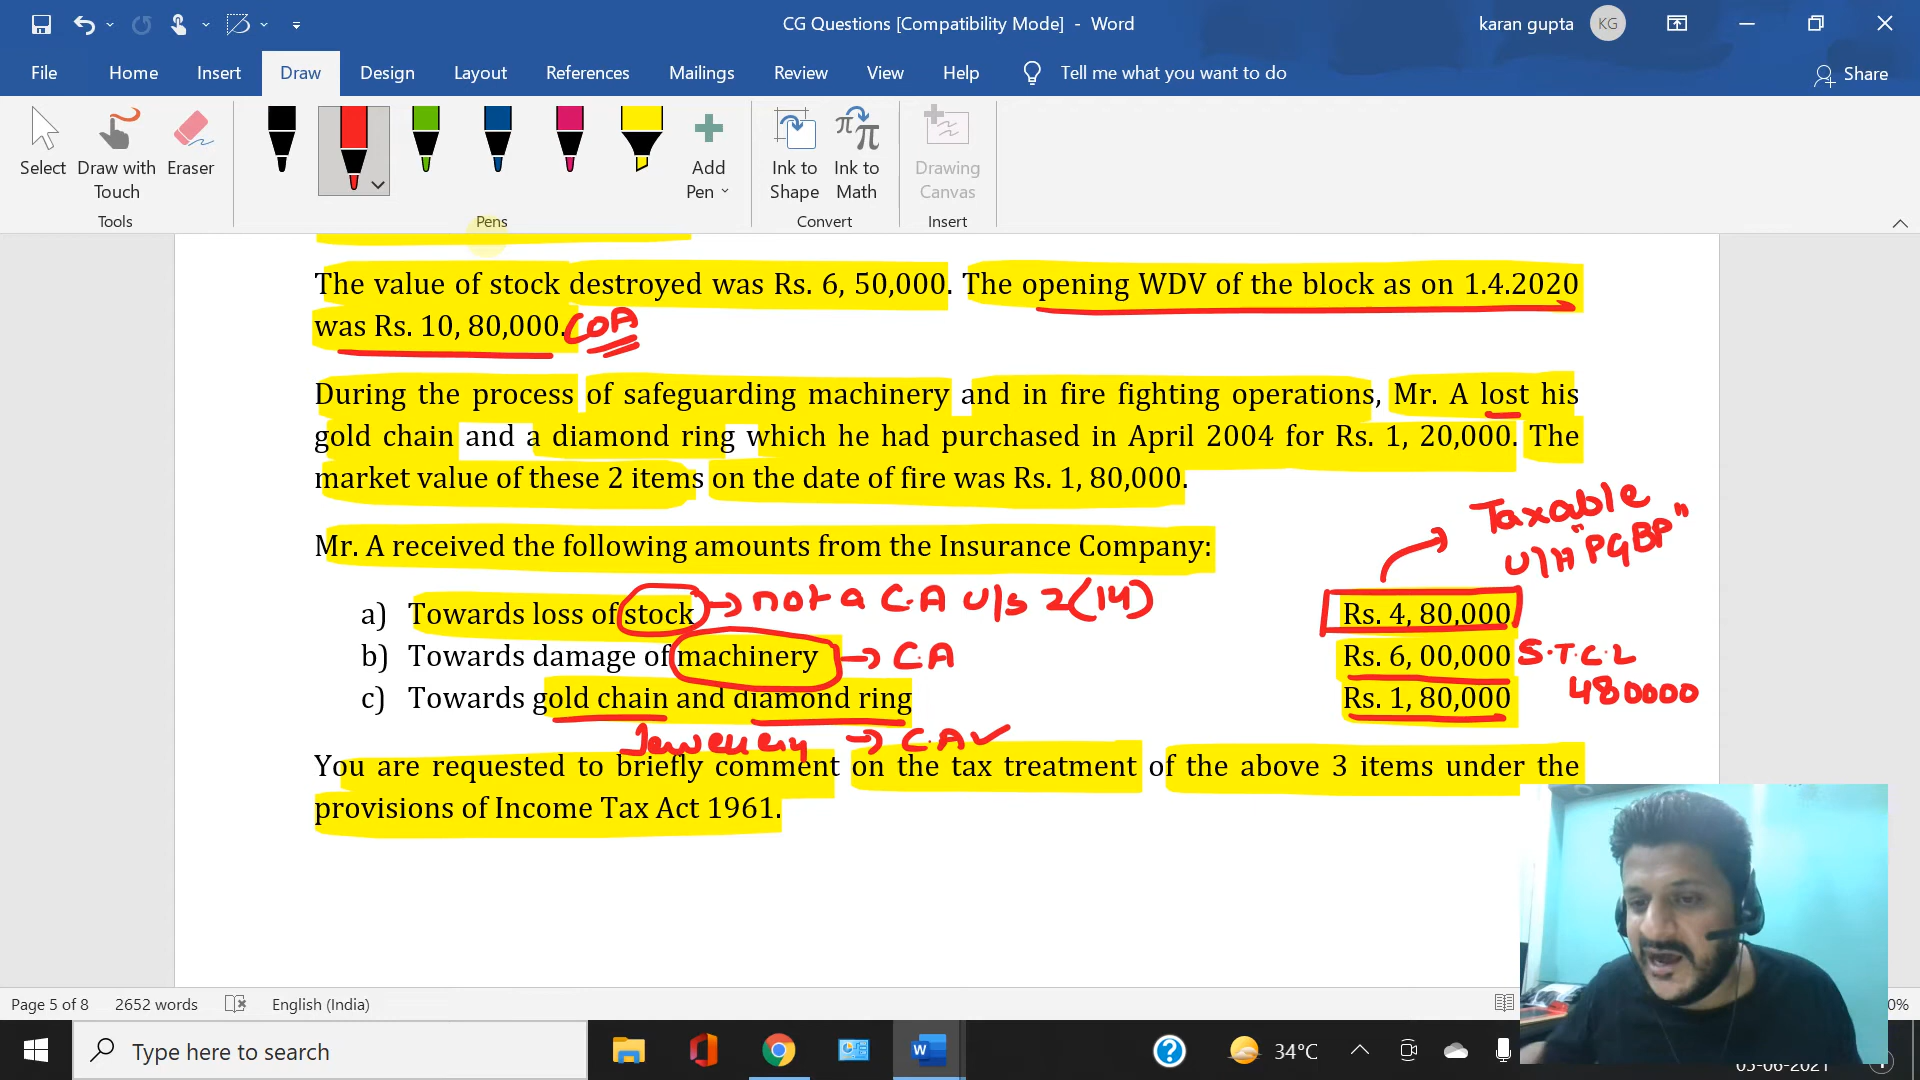 CG Questions [Compatibility Mode] - Word
karan gupta KG
File Home Insert Draw Design Layout References Mailings Review View Help Tell me what you want to do Share
Select Draw with Touch Eraser Add Pen Ink to Shape Ink to Math Drawing Canvas
Tools Pens Convert Insert
The value of stock destroyed was Rs. 6, 50,000. The opening WDV of the block as on 1.4.2020
was Rs. 10, 80,000. COA
During the process of safeguarding machinery and in fire fighting operations, Mr. A lost his
gold chain and a diamond ring which he had purchased in April 2004 for Rs. 1, 20,000. The
market value of these 2 items on the date of fire was Rs. 1, 80,000.
Taxable
U/H "PGBP"
Mr. A received the following amounts from the Insurance Company:
a) Towards loss of stock → not a C.A U/s 2(14) Rs. 4, 80,000
b) Towards damage of machinery → C.A Rs. 6, 00,000 S.T.C.L
480000
c) Towards gold chain and diamond ring Rs. 1, 80,000
Jewellery → C.A ✓
You are requested to briefly comment on the tax treatment of the above 3 items under the
provisions of Income Tax Act 1961.
Page 5 of 8 2652 words English (India)
Type here to search W 34°C